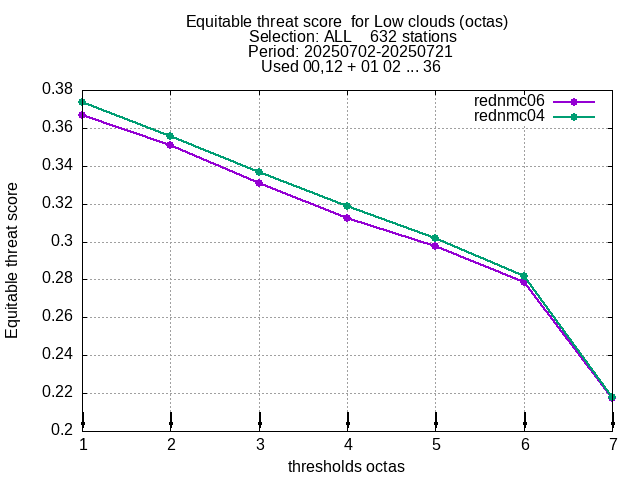 Equitable threat score  for Low clouds (octas)
Selection: ALL    632 stations
Period: 20250702-20250721
Used 00,12 + 01 02 ... 36
rednmc06
rednmc04
Equitable threat score
0.38
0.36
0.34
0.32
0.3
0.28
0.26
0.24
0.22
0.2
1 2 3 4 5 6 7
thresholds octas